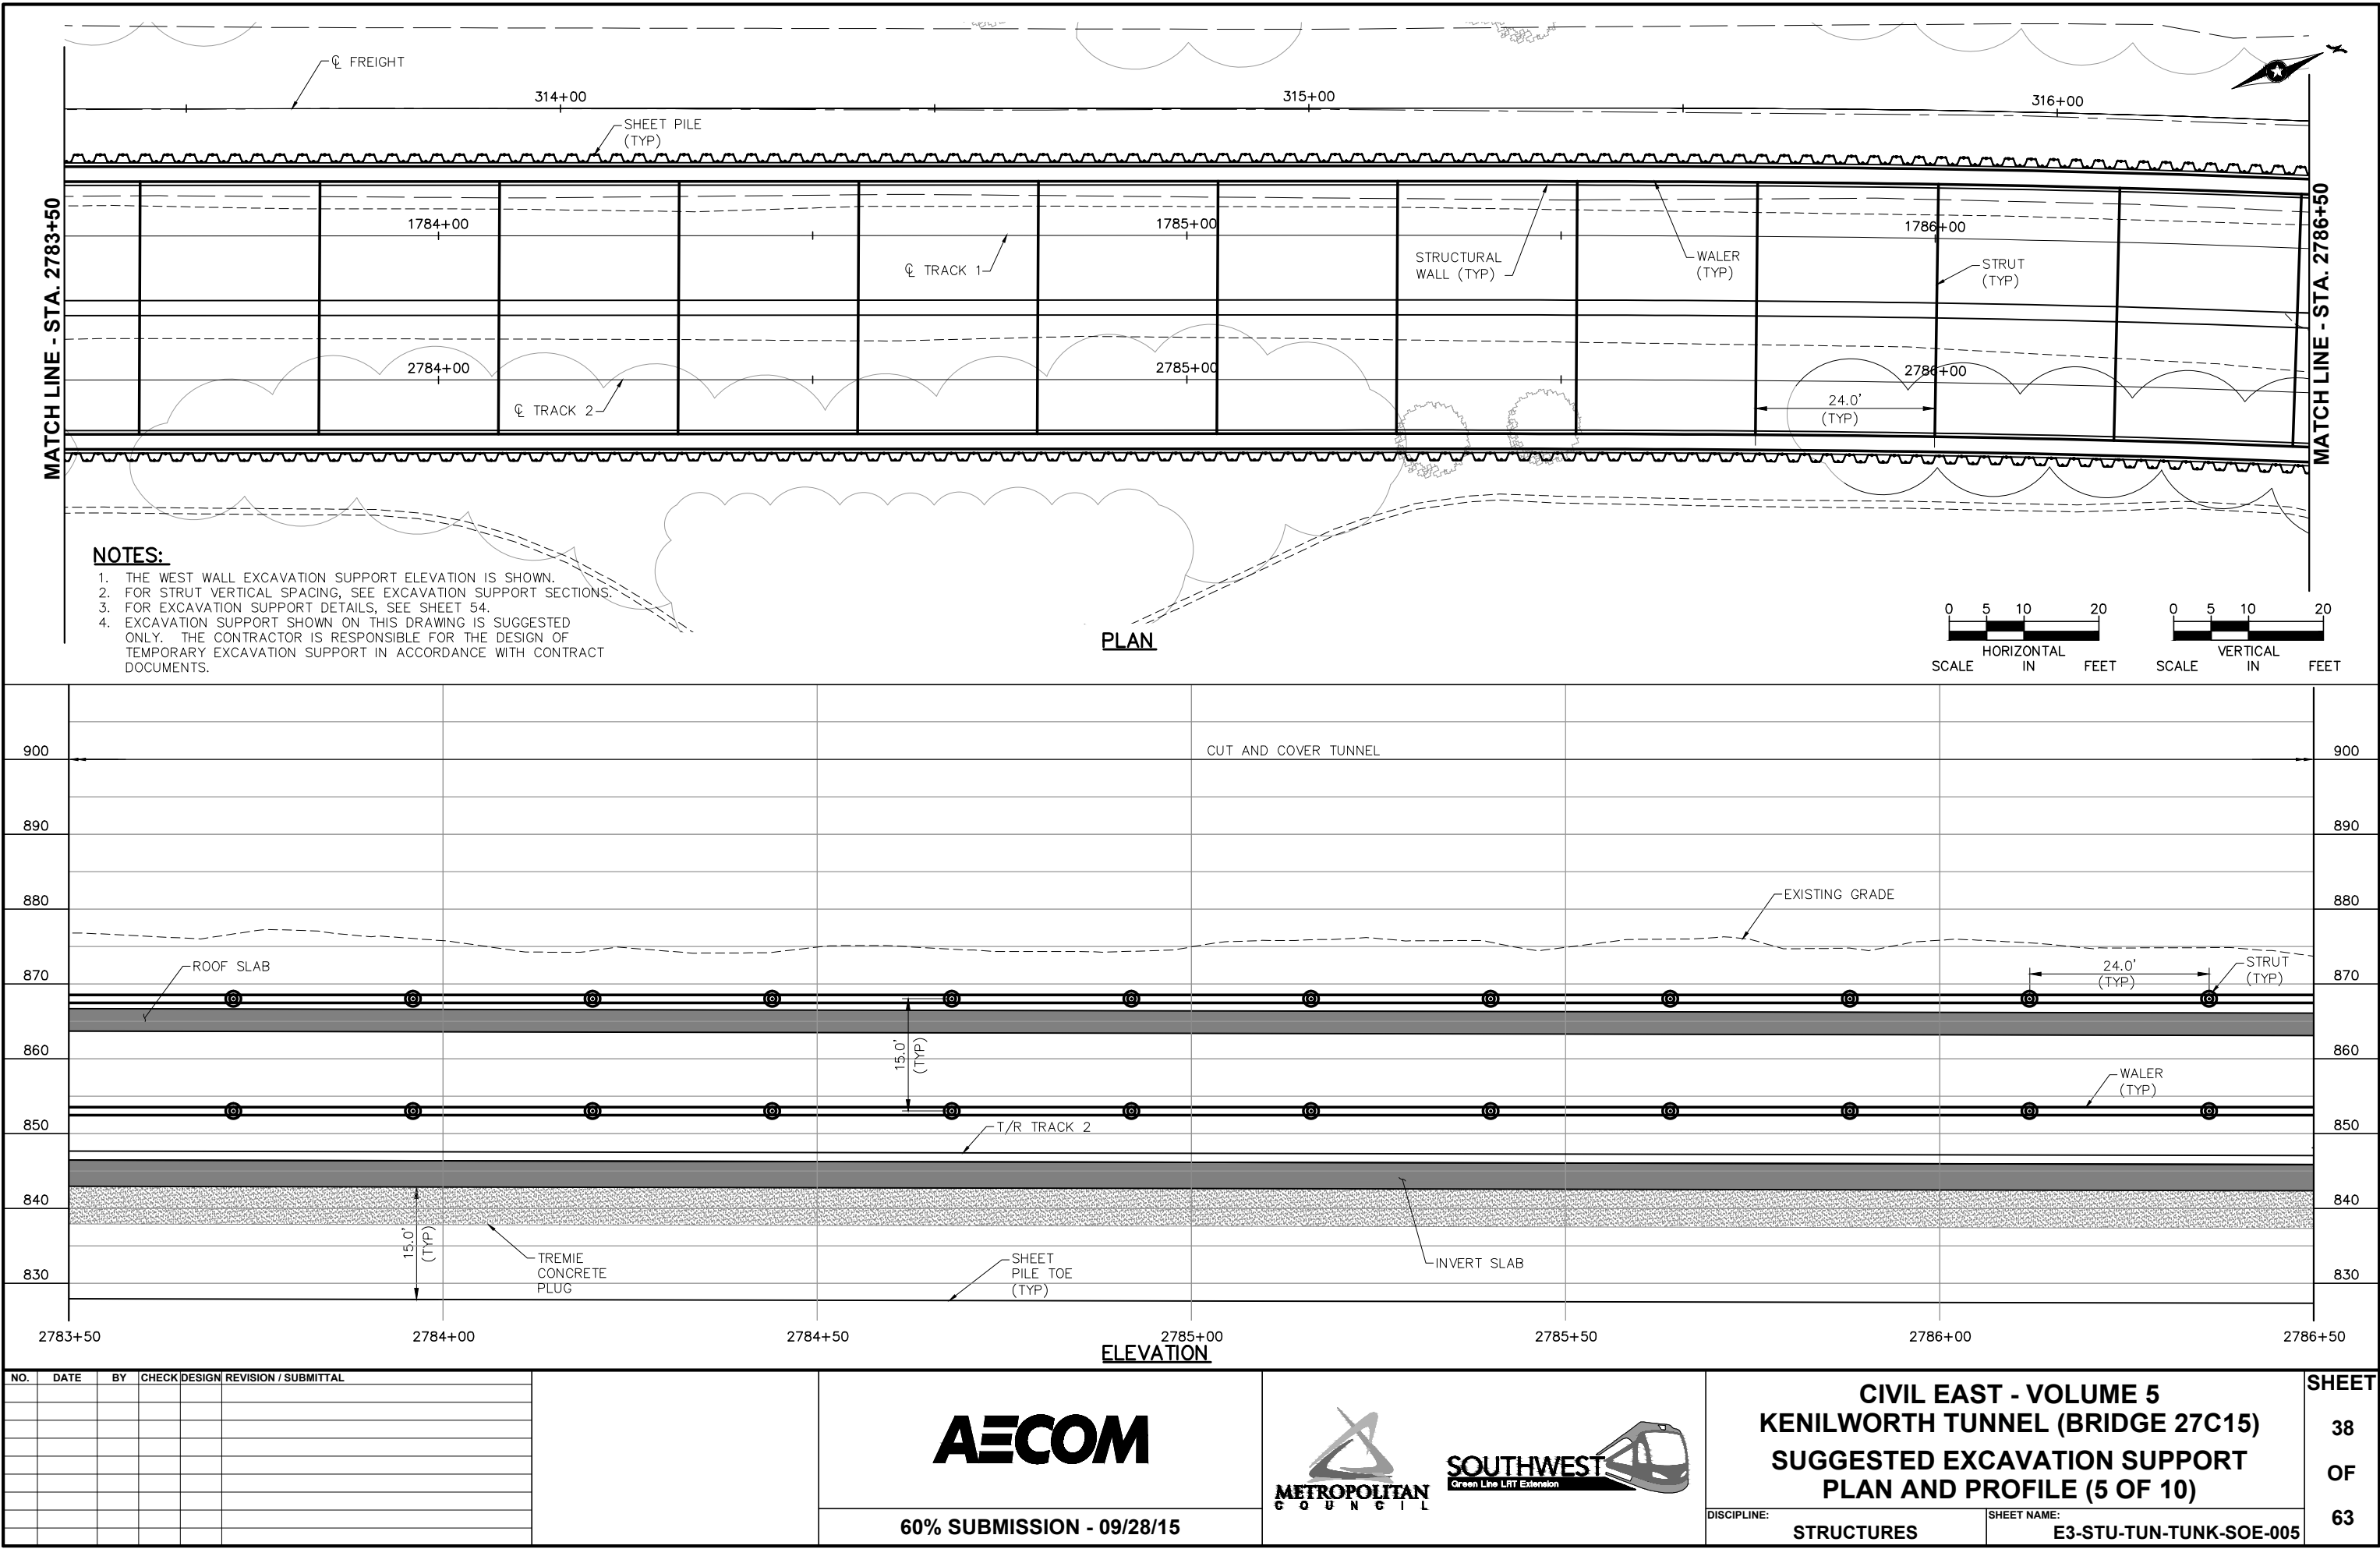 ℄ FREIGHT
314+00
315+00
316+00
SHEET PILE
(TYP)
MATCH LINE - STA. 2783+50
MATCH LINE - STA. 2786+50
1784+00
1785+00
1786+00
℄ TRACK 1
STRUCTURAL
WALL (TYP)
WALER
(TYP)
STRUT
(TYP)
2784+00
2785+00
2786+00
℄ TRACK 2
24.0'
(TYP)
NOTES:
1. THE WEST WALL EXCAVATION SUPPORT ELEVATION IS SHOWN.
2. FOR STRUT VERTICAL SPACING, SEE EXCAVATION SUPPORT SECTIONS.
3. FOR EXCAVATION SUPPORT DETAILS, SEE SHEET 54.
4. EXCAVATION SUPPORT SHOWN ON THIS DRAWING IS SUGGESTED
ONLY. THE CONTRACTOR IS RESPONSIBLE FOR THE DESIGN OF
TEMPORARY EXCAVATION SUPPORT IN ACCORDANCE WITH CONTRACT
DOCUMENTS.
PLAN
0 5 10 20
HORIZONTAL
SCALE IN FEET
0 5 10 20
VERTICAL
SCALE IN FEET
900 CUT AND COVER TUNNEL 900
890 890
880 EXISTING GRADE 880
870 ROOF SLAB 870
24.0'
(TYP)
STRUT
(TYP)
860 860
15.0'
(TYP)
WALER
(TYP)
850 T/R TRACK 2 850
840 840
15.0'
(TYP)
TREMIE
CONCRETE
PLUG
SHEET
PILE TOE
(TYP)
INVERT SLAB
830 830
2783+50 2784+00 2784+50 2785+00 2785+50 2786+00 2786+50
ELEVATION
NO. DATE BY CHECK DESIGN REVISION / SUBMITTAL
AECOM
60% SUBMISSION - 09/28/15
METROPOLITAN
COUNCIL
SOUTHWEST
Green Line LRT Extension
CIVIL EAST - VOLUME 5
KENILWORTH TUNNEL (BRIDGE 27C15)
SUGGESTED EXCAVATION SUPPORT
PLAN AND PROFILE (5 OF 10)
DISCIPLINE:
STRUCTURES
SHEET NAME:
E3-STU-TUN-TUNK-SOE-005
SHEET
38
OF
63